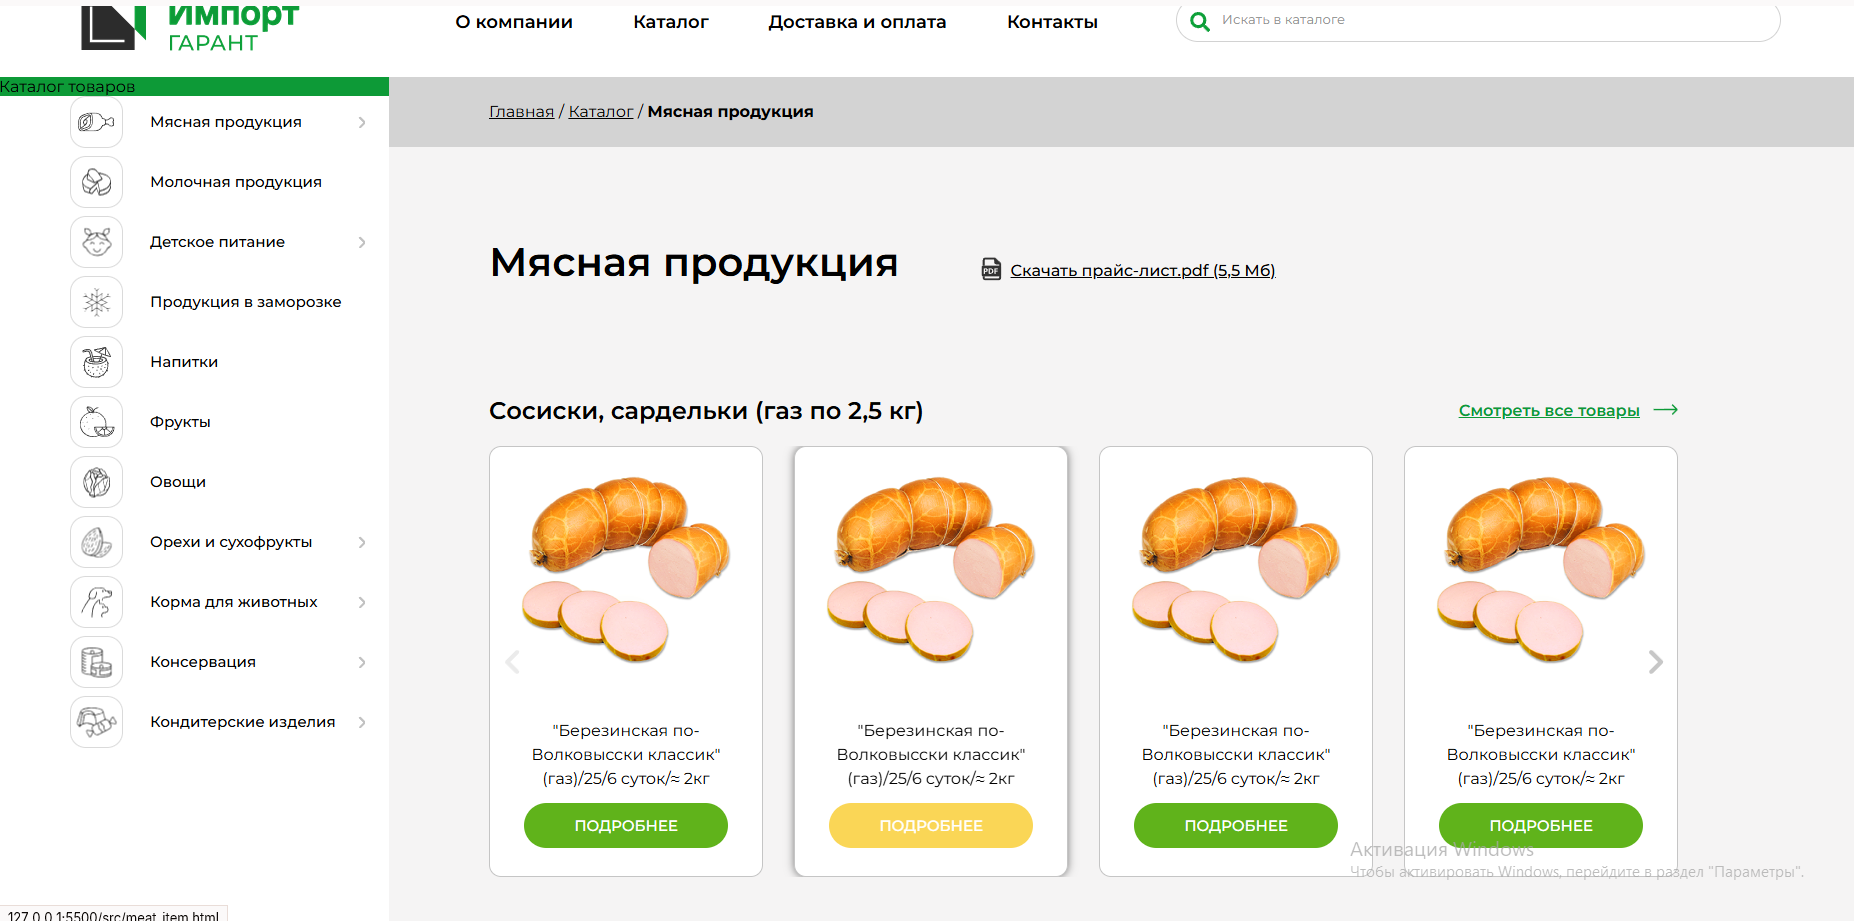 ИМПОРТ
ГАРАНТ
О компании Каталог Доставка и оплата Контакты
Искать в каталоге
Каталог товаров
Мясная продукция
Молочная продукция
Детское питание
Продукция в заморозке
Напитки
Фрукты
Овощи
Орехи и сухофрукты
Корма для животных
Консервация
Кондитерские изделия
Главная / Каталог / Мясная продукция
Мясная продукция
PDF
Скачать прайс-лист.pdf (5,5 Мб)
Сосиски, сардельки (газ по 2,5 кг)
Смотреть все товары
"Березинская по-
Волковысски классик"
(газ)/25/6 суток/≈ 2кг
ПОДРОБНЕЕ
"Березинская по-
Волковысски классик"
(газ)/25/6 суток/≈ 2кг
ПОДРОБНЕЕ
"Березинская по-
Волковысски классик"
(газ)/25/6 суток/≈ 2кг
ПОДРОБНЕЕ
"Березинская по-
Волковысски классик"
(газ)/25/6 суток/≈ 2кг
ПОДРОБНЕЕ
Активация Windows
Чтобы активировать Windows, перейдите в раздел "Параметры".
127.0.0.1:5500/src/meat_item.html